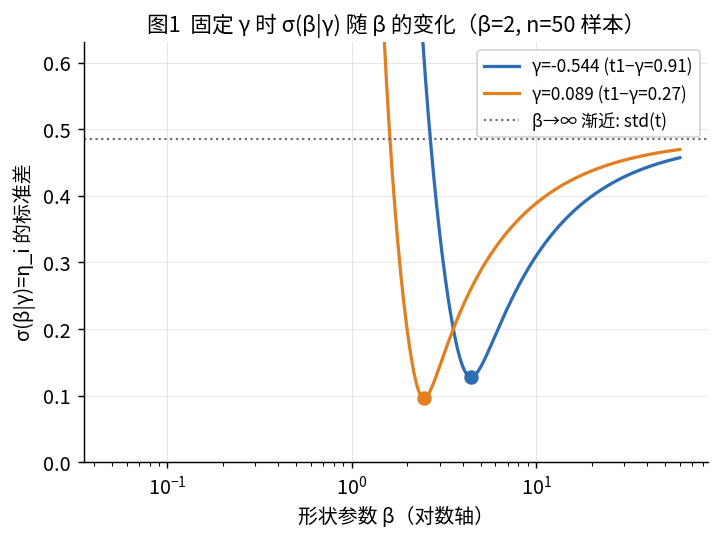 图1 固定 γ 时 σ(β|γ) 随 β 的变化（β=2, n=50 样本）
γ=-0.544 (t1−γ=0.91)
γ=0.089 (t1−γ=0.27)
β→∞ 渐近: std(t)
σ(β|γ)=η_i 的标准差
0.6
0.5
0.4
0.3
0.2
0.1
0.0
10⁻¹ 10⁰ 10¹
形状参数 β（对数轴）